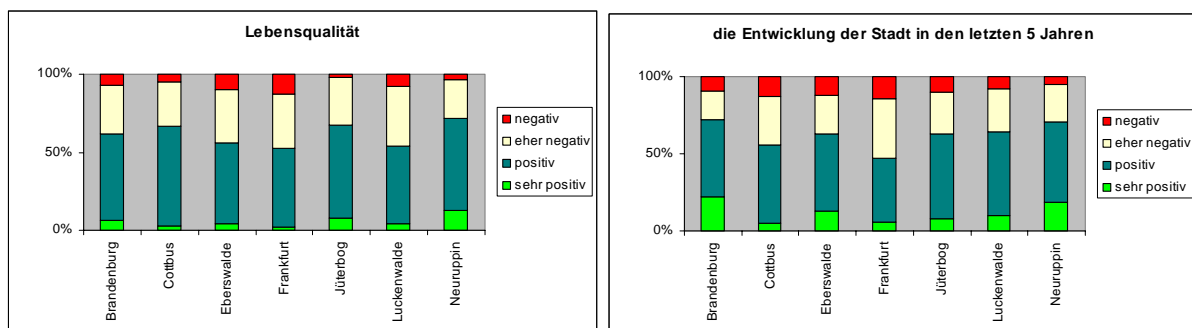 Lebensqualität
100%
50%
0%
Brandenburg
Cottbus
Eberswalde
Frankfurt
Jüterbog
Luckenwalde
Neuruppin
negativ
eher negativ
positiv
sehr positiv
die Entwicklung der Stadt in den letzten 5 Jahren
100%
50%
0%
Brandenburg
Cottbus
Eberswalde
Frankfurt
Jüterbog
Luckenwalde
Neuruppin
negativ
eher negativ
positiv
sehr positiv